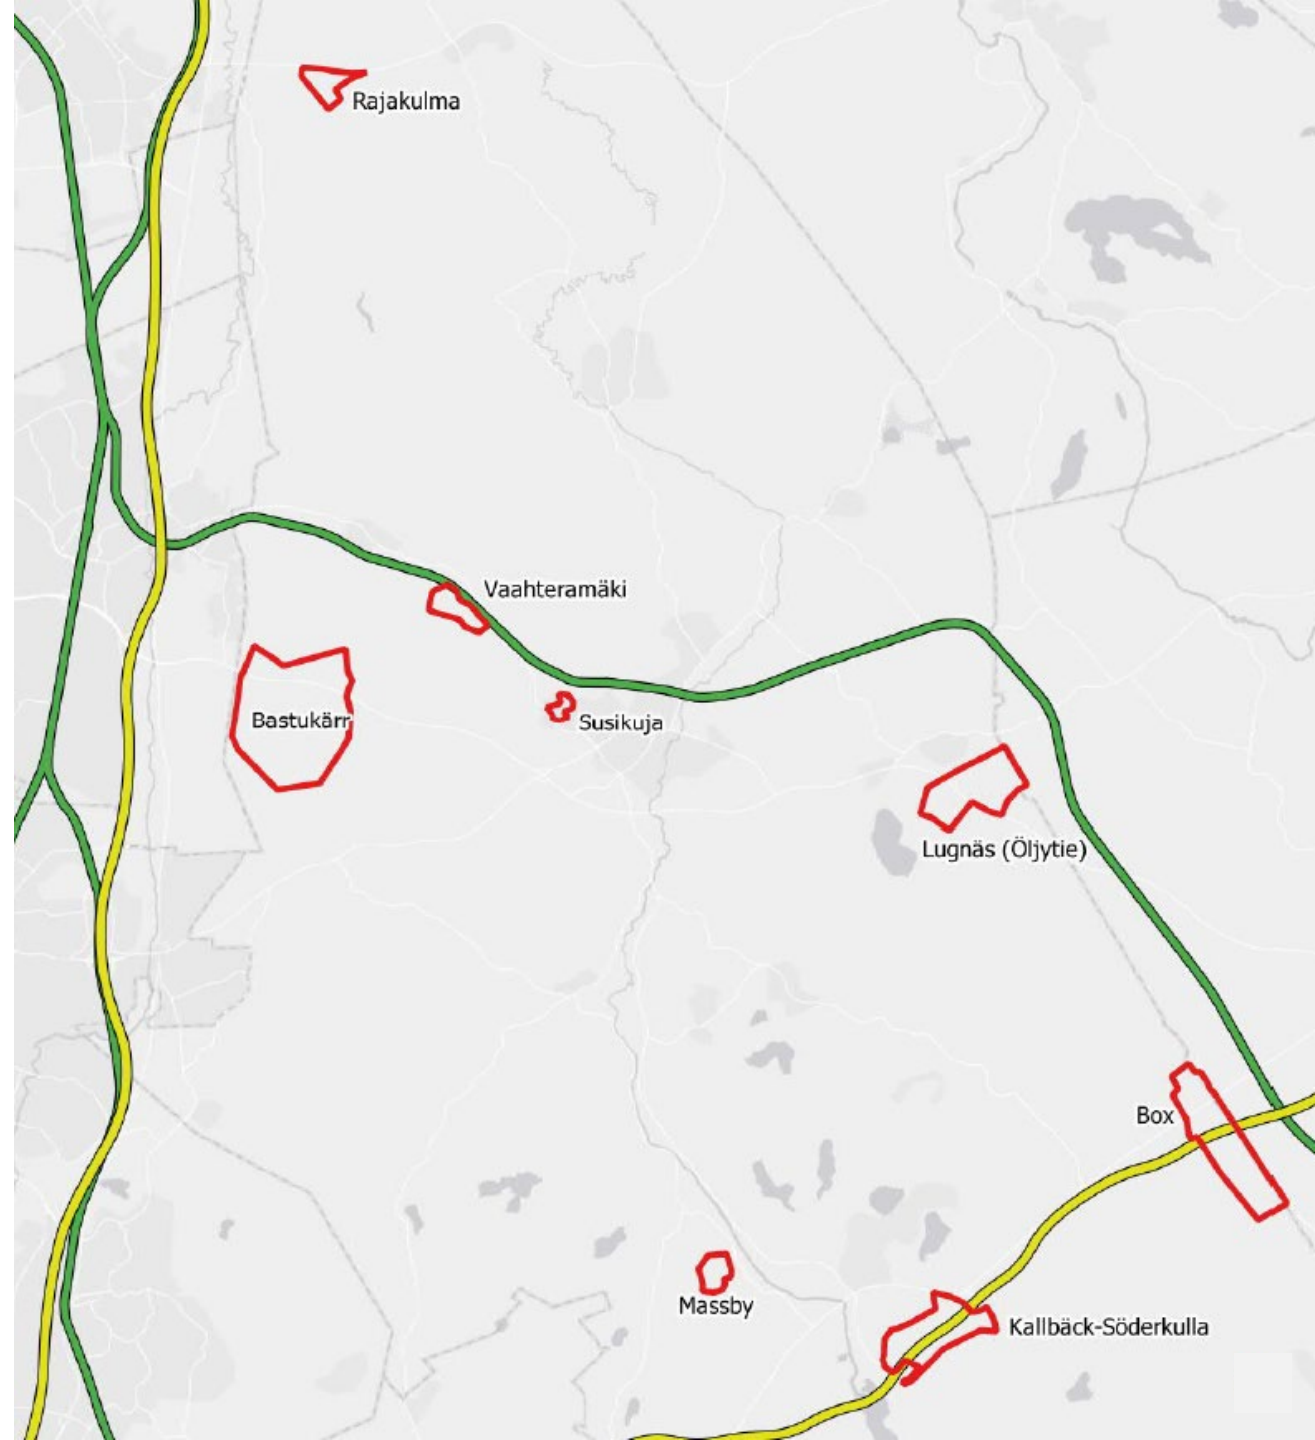 Rajakulma
Vaahteramäki
Bastukärr
Susikuja
Lugnäs (Öljytie)
Box
Massby
Kallbäck-Söderkulla